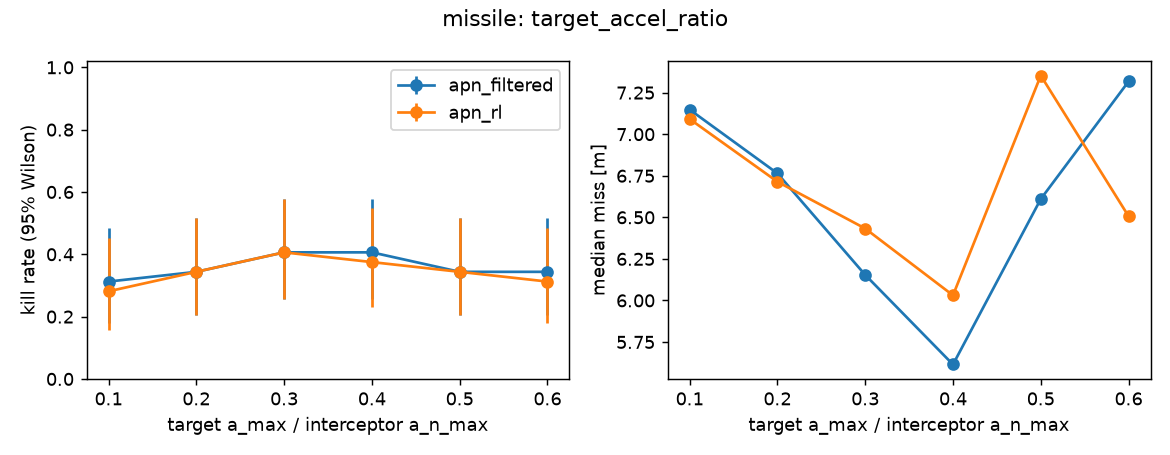 missile: target_accel_ratio
kill rate (95% Wilson)
1.0
0.8
0.6
0.4
0.2
0.0
apn_filtered
apn_rl
0.1 0.2 0.3 0.4 0.5 0.6
target a_max / interceptor a_n_max
median miss [m]
7.25
7.00
6.75
6.50
6.25
6.00
5.75
0.1 0.2 0.3 0.4 0.5 0.6
target a_max / interceptor a_n_max